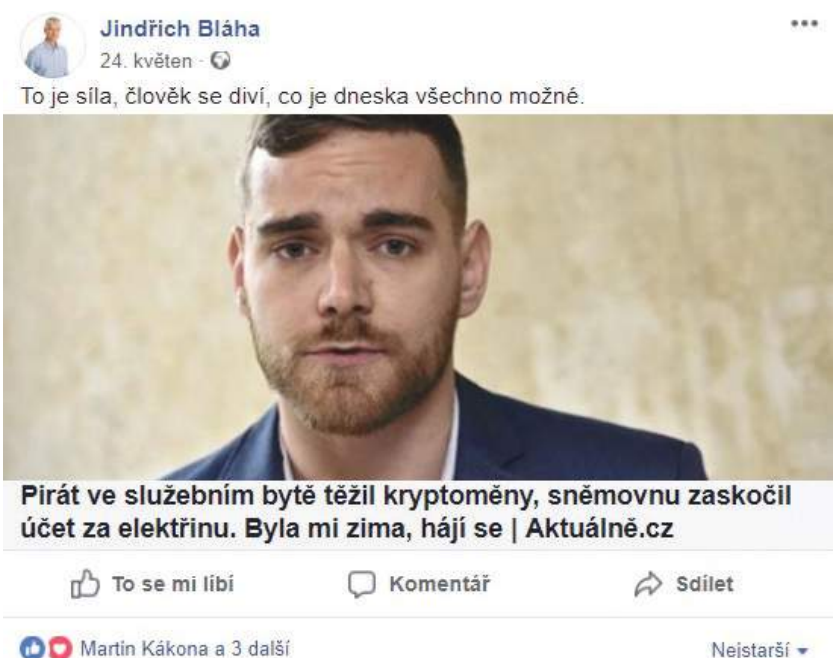 Jindřich Bláha
24. květen
To je síla, člověk se diví, co je dneska všechno možné.
Pirát ve služebním bytě těžil kryptoměny, sněmovnu zaskočil
účet za elektřinu. Byla mi zima, hájí se | Aktuálně.cz
To se mi líbí Komentář Sdílet
Martin Kákona a 3 další Nejstarší